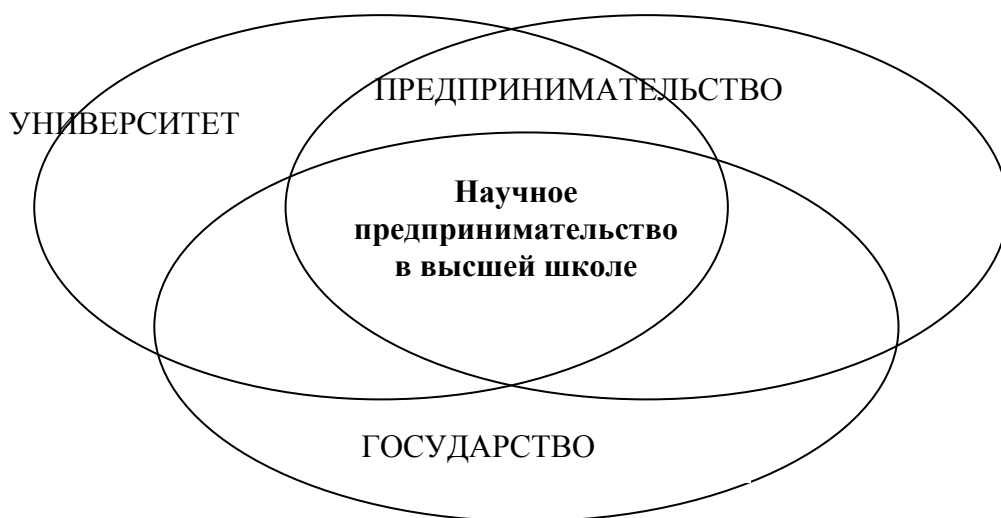 ПРЕДПРИНИМАТЕЛЬСТВО
УНИВЕРСИТЕТ
Научное
предпринимательство
в высшей школе
ГОСУДАРСТВО